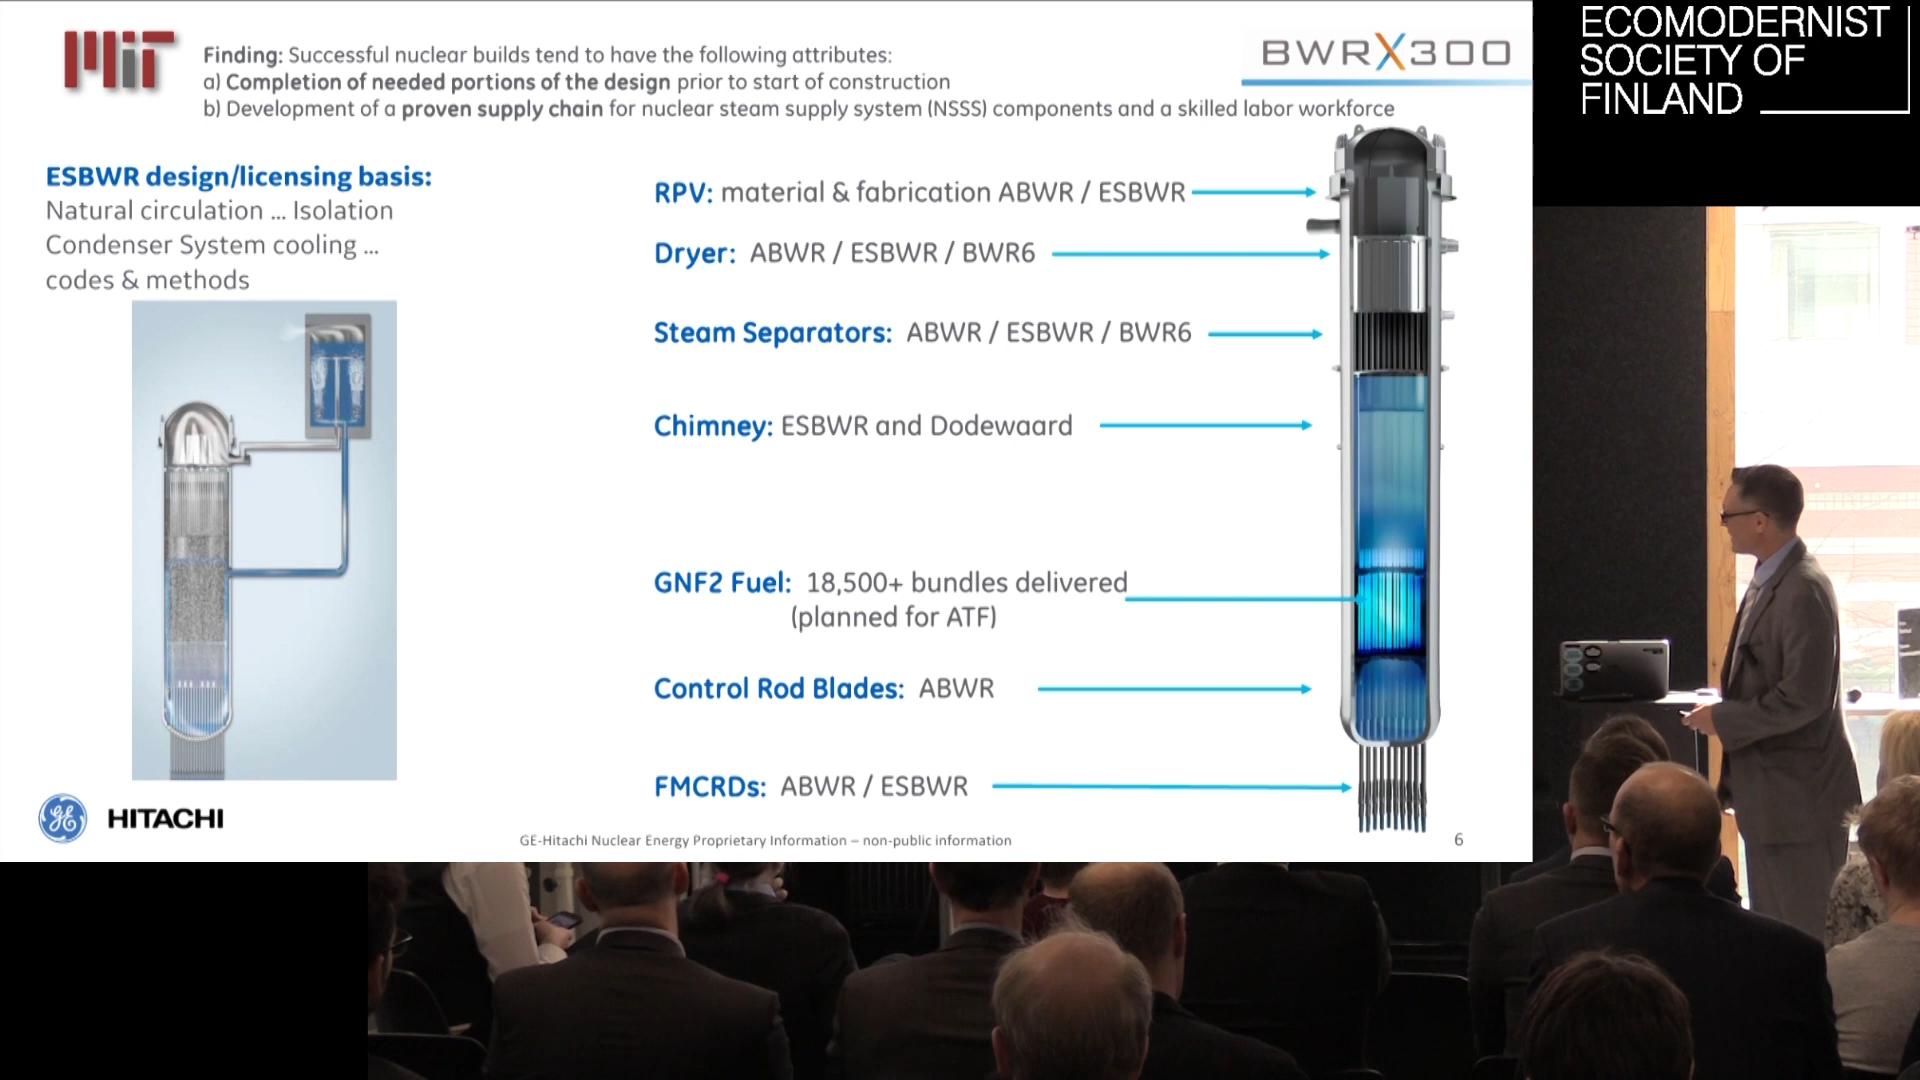 MIT
Finding: Successful nuclear builds tend to have the following attributes:
a) Completion of needed portions of the design prior to start of construction
b) Development of a proven supply chain for nuclear steam supply system (NSSS) components and a skilled labor workforce
BWRX300
ECOMODERNIST
SOCIETY OF
FINLAND
ESBWR design/licensing basis:
Natural circulation ... Isolation
Condenser System cooling ...
codes & methods
RPV: material & fabrication ABWR / ESBWR
Dryer: ABWR / ESBWR / BWR6
Steam Separators: ABWR / ESBWR / BWR6
Chimney: ESBWR and Dodewaard
GNF2 Fuel: 18,500+ bundles delivered
(planned for ATF)
Control Rod Blades: ABWR
FMCRDs: ABWR / ESBWR
GE HITACHI
GE-Hitachi Nuclear Energy Proprietary Information – non-public information
6